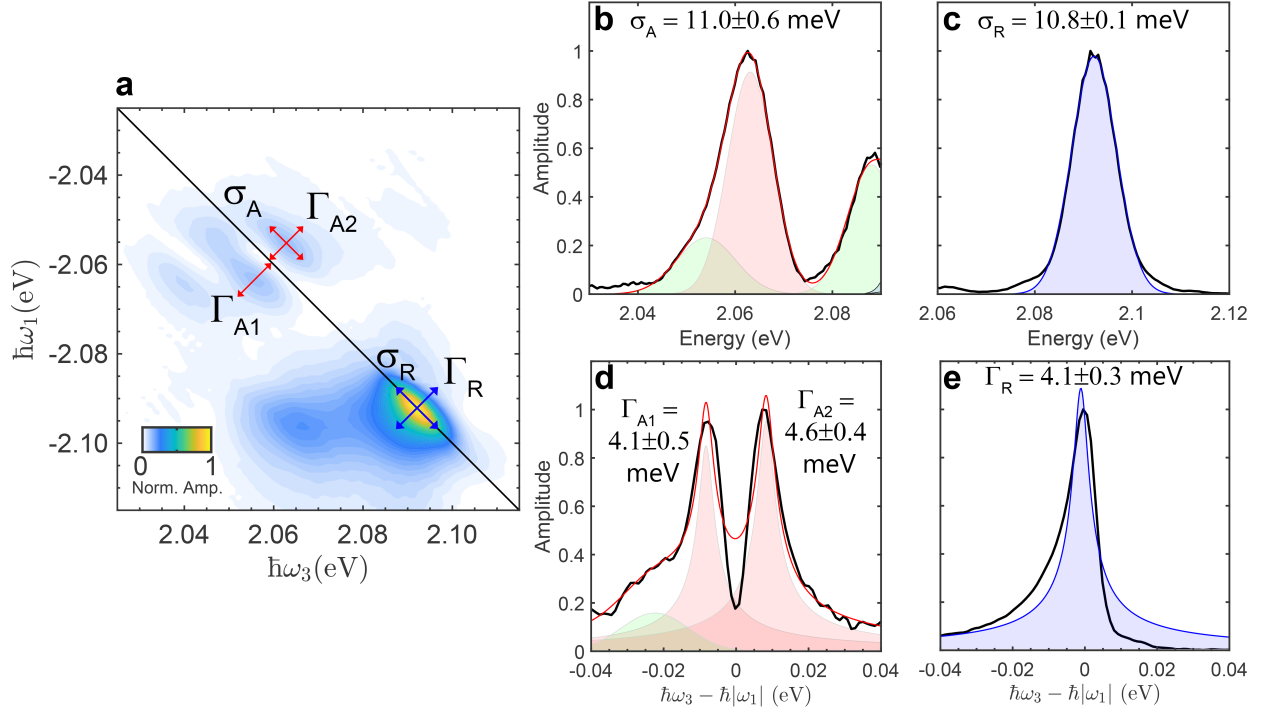 a
-2.04
-2.06
-2.08
-2.10
ħω1(eV)
2.04 2.06 2.08 2.10
ħω3(eV)
σA
ΓA2
ΓA1
σR
ΓR
0 1
Norm. Amp.
b
σA = 11.0±0.6 meV
1
0.8
0.6
0.4
0.2
0
Amplitude
2.04 2.06 2.08
Energy (eV)
c
σR = 10.8±0.1 meV
2.06 2.08 2.10 2.12
Energy (eV)
d
ΓA1 =
4.1±0.5
meV
ΓA2 =
4.6±0.4
meV
1
0.8
0.6
0.4
0.2
0
Amplitude
-0.04 -0.02 0 0.02 0.04
ħω3 − ħ|ω1| (eV)
e
ΓR = 4.1±0.3 meV
-0.04 -0.02 0 0.02 0.04
ħω3 − ħ|ω1| (eV)